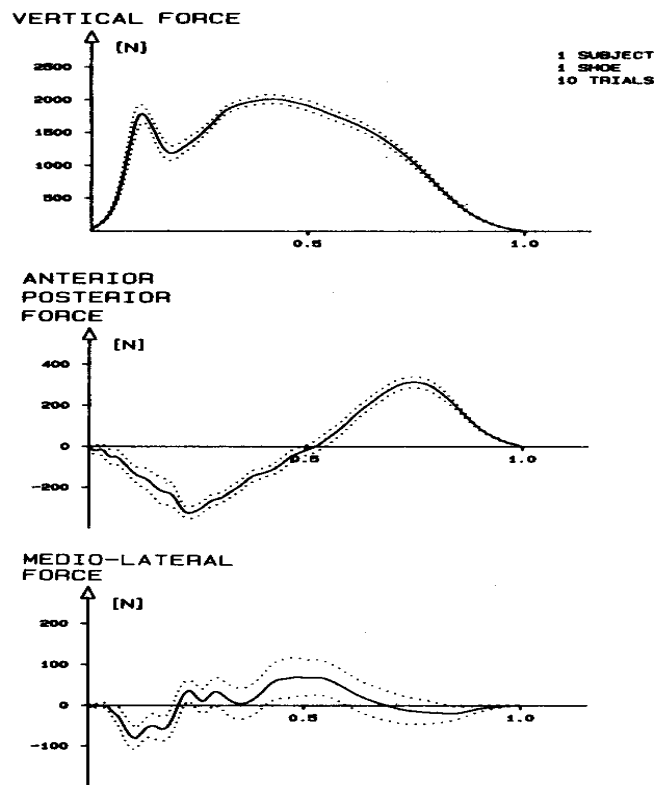 VERTICAL FORCE
[N]
1 SUBJECT
1 SHOE
10 TRIALS
2500
2000
1500
1000
500
0.5
1.0
ANTERIOR
POSTERIOR
FORCE
[N]
400
200
0
-200
0.5
1.0
MEDIO-LATERAL
FORCE
[N]
200
100
0
-100
0.5
1.0